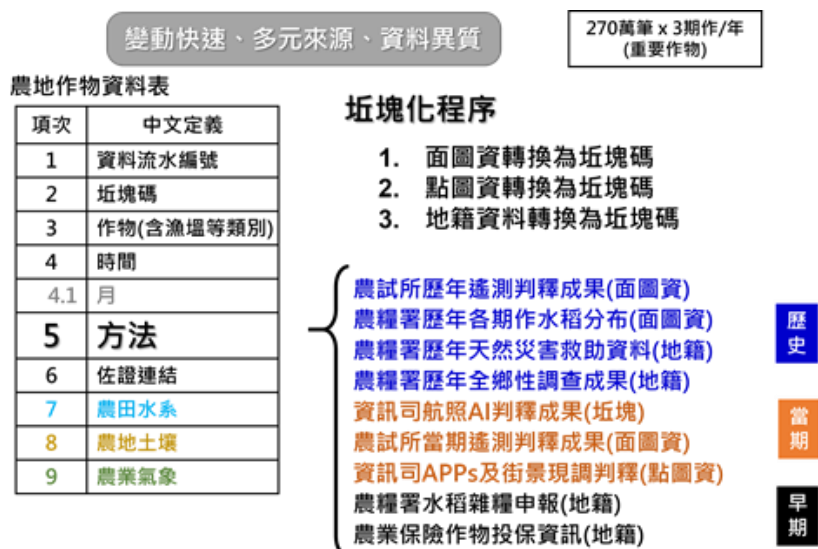 變動快速、多元來源、資料異質
270萬筆 x 3期作/年
(重要作物)
農地作物資料表
項次 中文定義
1 資料流水編號
2 坵塊碼
3 作物(含漁塭等類別)
4 時間
4.1 月
5 方法
6 佐證連結
7 農田水系
8 農地土壤
9 農業氣象
坵塊化程序
1. 面圖資轉換為坵塊碼
2. 點圖資轉換為坵塊碼
3. 地籍資料轉換為坵塊碼
農試所歷年遙測判釋成果(面圖資)
農糧署歷年各期作水稻分布(面圖資)
農糧署歷年天然災害救助資料(地籍)
農糧署歷年全鄉性調查成果(地籍)
歷史
資訊司航照AI判釋成果(坵塊)
農試所當期遙測判釋成果(面圖資)
資訊司APPs及街景現調判釋(點圖資)
當期
農糧署水稻雜糧申報(地籍)
農業保險作物投保資訊(地籍)
早期